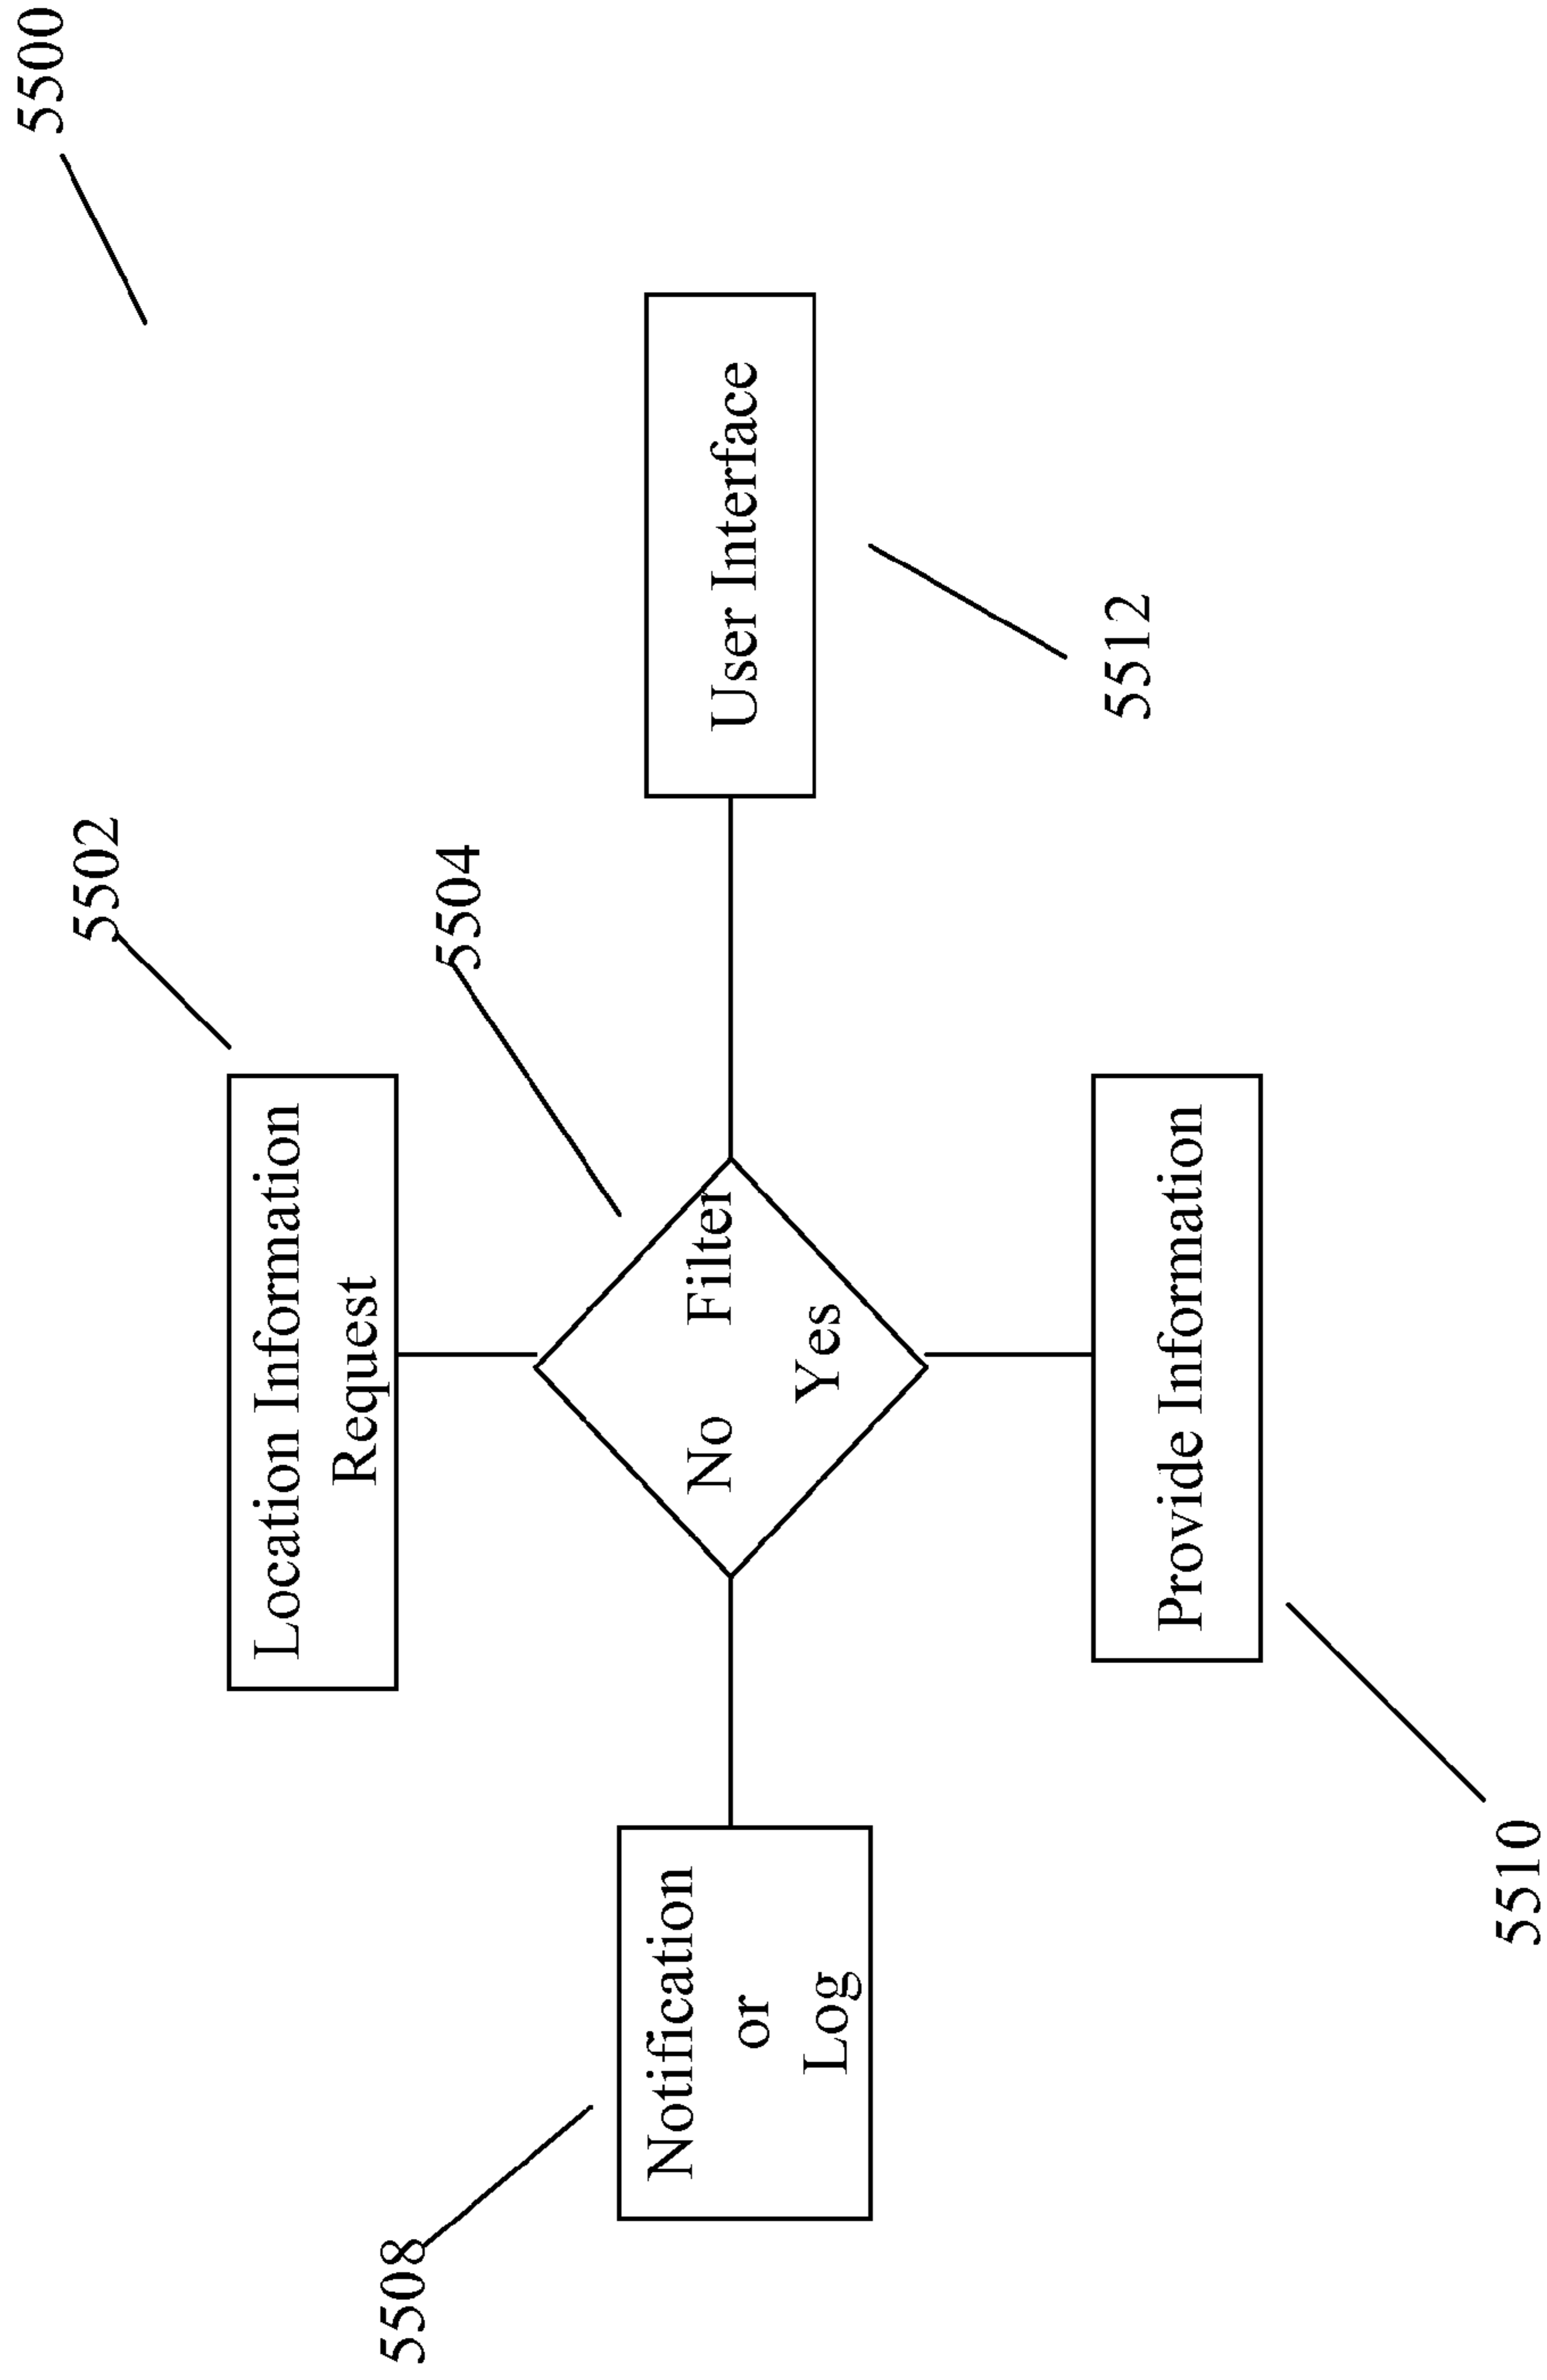 5500
5502
Location Information
Request
5504
Filter
No
Yes
User Interface
5512
5508
Notification
or
Log
Provide Information
5510